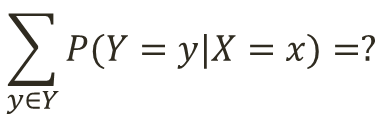 ∑_{y∈Y} P(Y = y|X = x) =?